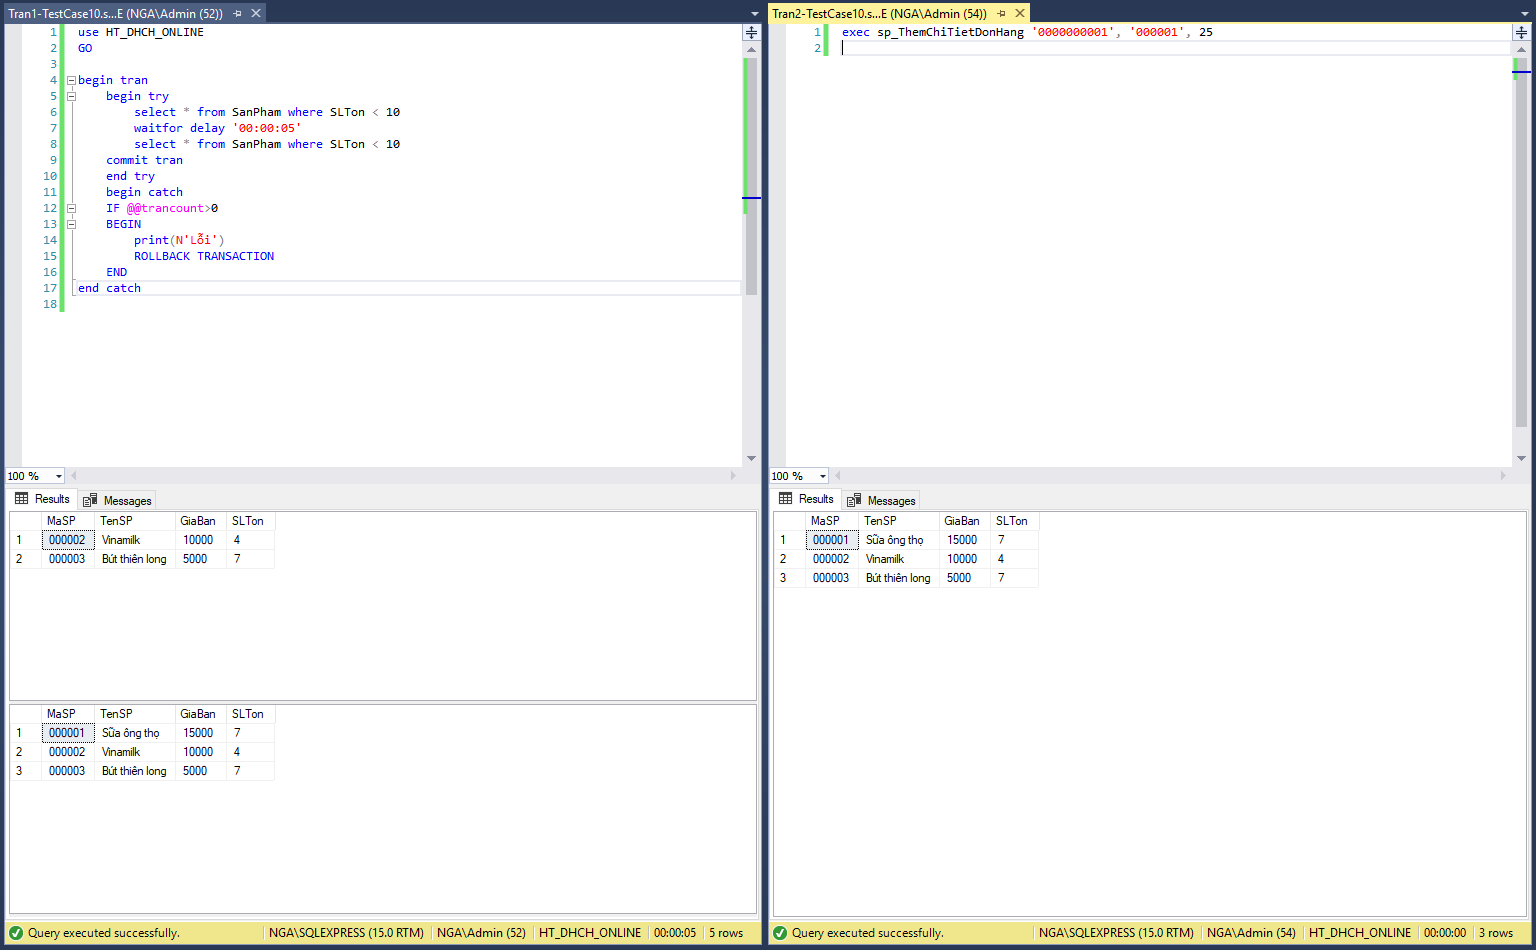 Tran1-TestCase10.s...E (NGA\Admin (52))
1 use HT_DHCH_ONLINE
2 GO
3
4 begin tran
5 begin try
6 select * from SanPham where SLTon < 10
7 waitfor delay '00:00:05'
8 select * from SanPham where SLTon < 10
9 commit tran
10 end try
11 begin catch
12 IF @@trancount>0
13 BEGIN
14 print(N'Lỗi')
15 ROLLBACK TRANSACTION
16 END
17 end catch
18
100 %
Results Messages
MaSP TenSP GiaBan SLTon
1 000002 Vinamilk 10000 4
2 000003 Bút thiên long 5000 7
MaSP TenSP GiaBan SLTon
1 000001 Sữa ông thọ 15000 7
2 000002 Vinamilk 10000 4
3 000003 Bút thiên long 5000 7
Query executed successfully. NGA\SQLEXPRESS (15.0 RTM) NGA\Admin (52) HT_DHCH_ONLINE 00:00:05 5 rows
Tran2-TestCase10.s...E (NGA\Admin (54))
1 exec sp_ThemChiTietDonHang '0000000001', '000001', 25
2
100 %
Results Messages
MaSP TenSP GiaBan SLTon
1 000001 Sữa ông thọ 15000 7
2 000002 Vinamilk 10000 4
3 000003 Bút thiên long 5000 7
Query executed successfully. NGA\SQLEXPRESS (15.0 RTM) NGA\Admin (54) HT_DHCH_ONLINE 00:00:00 3 rows